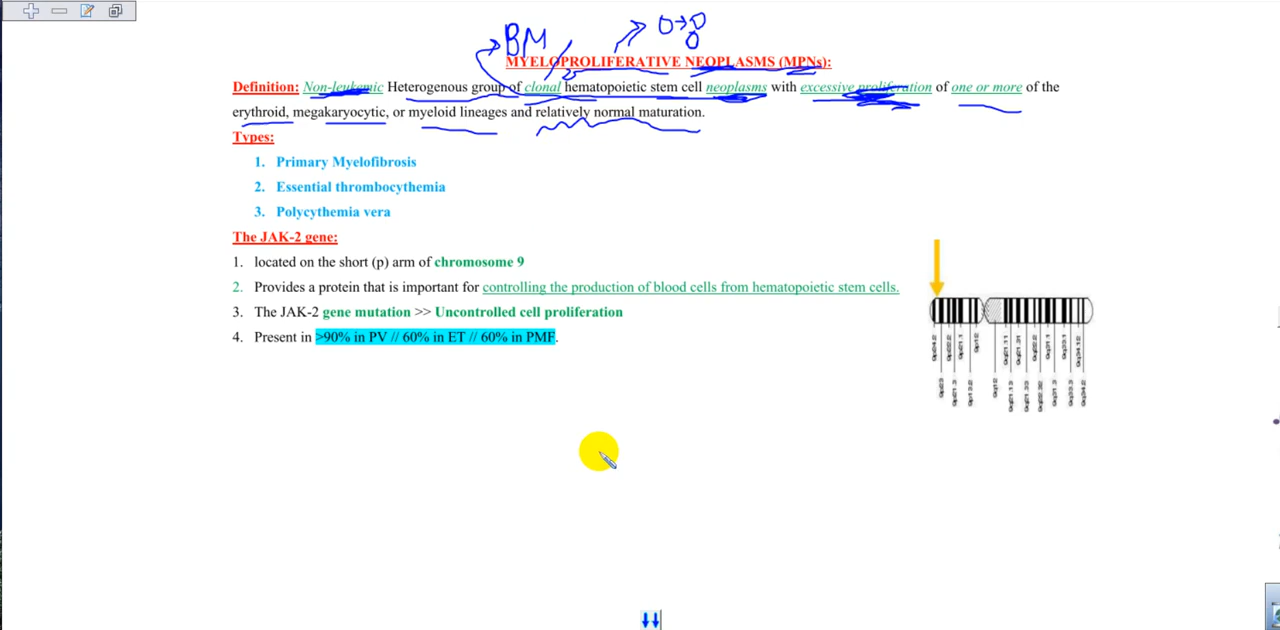 BM
MYELOPROLIFERATIVE NEOPLASMS (MPNs):
Definition: Non-leukemic Heterogenous group of clonal hematopoietic stem cell neoplasms with excessive proliferation of one or more of the
erythroid, megakaryocytic, or myeloid lineages and relatively normal maturation.
Types:
1. Primary Myelofibrosis
2. Essential thrombocythemia
3. Polycythemia vera
The JAK-2 gene:
1. located on the short (p) arm of chromosome 9
2. Provides a protein that is important for controlling the production of blood cells from hematopoietic stem cells.
3. The JAK-2 gene mutation >> Uncontrolled cell proliferation
4. Present in >90% in PV // 60% in ET // 60% in PMF.